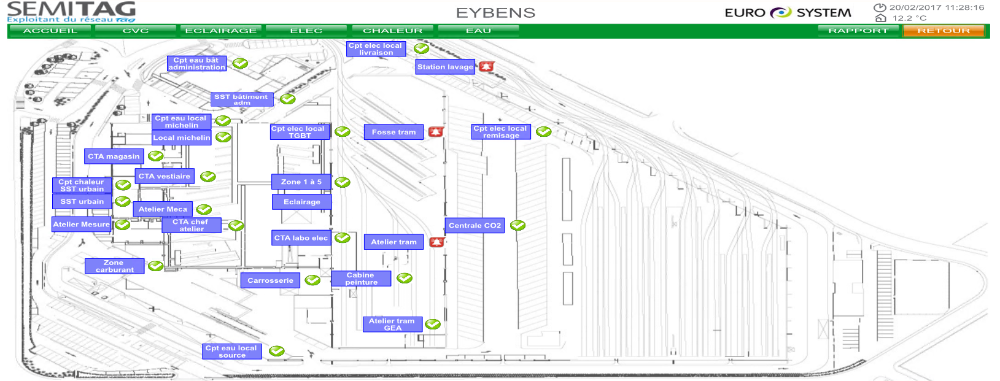 SEMITAG
Exploitant du réseau tag
EYBENS
EURO SYSTEM
20/02/2017 11:28:16
12.2 °C
ACCUEIL
CVC
ECLAIRAGE
ELEC
CHALEUR
EAU
RAPPORT
RETOUR
Cpt elec local
livraison
Cpt eau bât
administration
Station lavage
SST bâtiment
adm
Cpt eau local
michelin
Local michelin
Cpt elec local
TGBT
Fosse tram
Cpt elec local
remisage
CTA magasin
CTA vestiaire
Cpt chaleur
SST urbain
Zone 1 à 5
SST urbain
Eclairage
Atelier Meca
Atelier Mesure
CTA chef
atelier
Centrale CO2
CTA labo elec
Atelier tram
Zone
carburant
Carrosserie
Cabine
peinture
Atelier tram
GEA
Cpt eau local
source